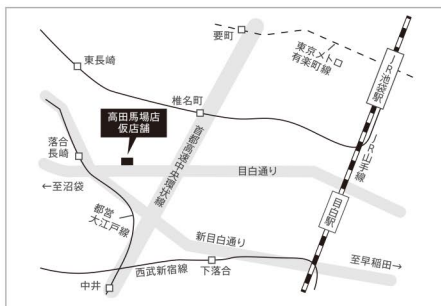 要町
東京メトロ
有楽町線
JR池袋駅
東長崎
椎名町
高田馬場店
仮店舗
首都高速中央環状線
JR山手線
落合
長崎
目白通り
←至沼袋
目白駅
都営
大江戸線
新目白通り
至早稲田→
西武新宿線
下落合
中井